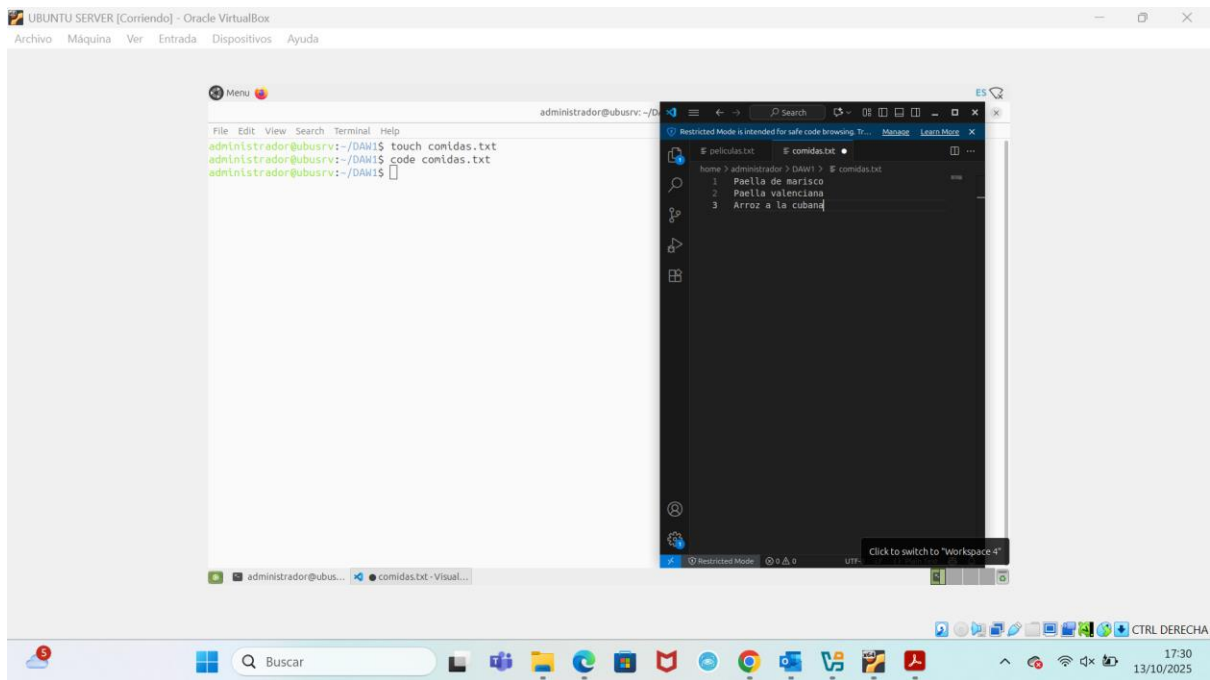 UBUNTU SERVER [Corriendo] - Oracle VirtualBox
Archivo Máquina Ver Entrada Dispositivos Ayuda
Menu
ES
administrador@ubusrv: ~/D
File Edit View Search Terminal Help
administrador@ubusrv:~/DAW1$ touch comidas.txt
administrador@ubusrv:~/DAW1$ code comidas.txt
administrador@ubusrv:~/DAW1$
Search
Restricted Mode is intended for safe code browsing. Tr... Manage Learn More
peliculas.txt comidas.txt
home > administrador > DAW1 > comidas.txt
1 Paella de marisco
2 Paella valenciana
3 Arroz a la cubana
Click to switch to "Workspace 4"
Restricted Mode 0 0 UTF-
administrador@ubus... comidas.txt - Visual...
CTRL DERECHA
5
Buscar
17:30
13/10/2025